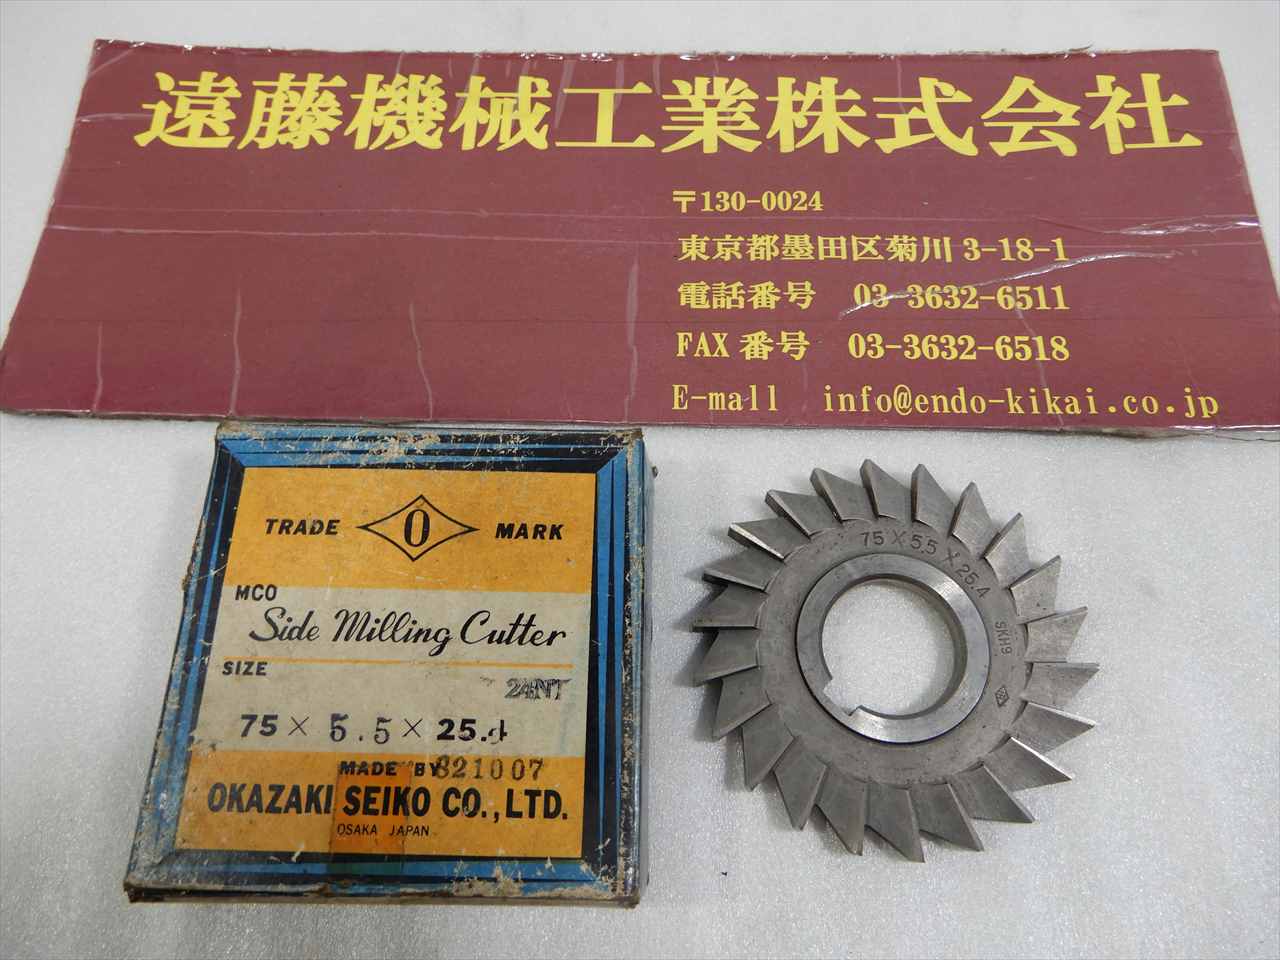 遠藤機械工業株式会社
〒130-0024
東京都墨田区菊川 3-18-1
電話番号 03-3632-6511
FAX 番号 03-3632-6518
E-mall info@endo-kikai.co.jp
TRADE O MARK
MCO
Side Milling Cutter
SIZE
24NT
75 × 5.5 × 25.4
MADE BY 821007
OKAZAKI SEIKO CO., LTD.
OSAKA JAPAN
75×5.5×25.4
SKH9